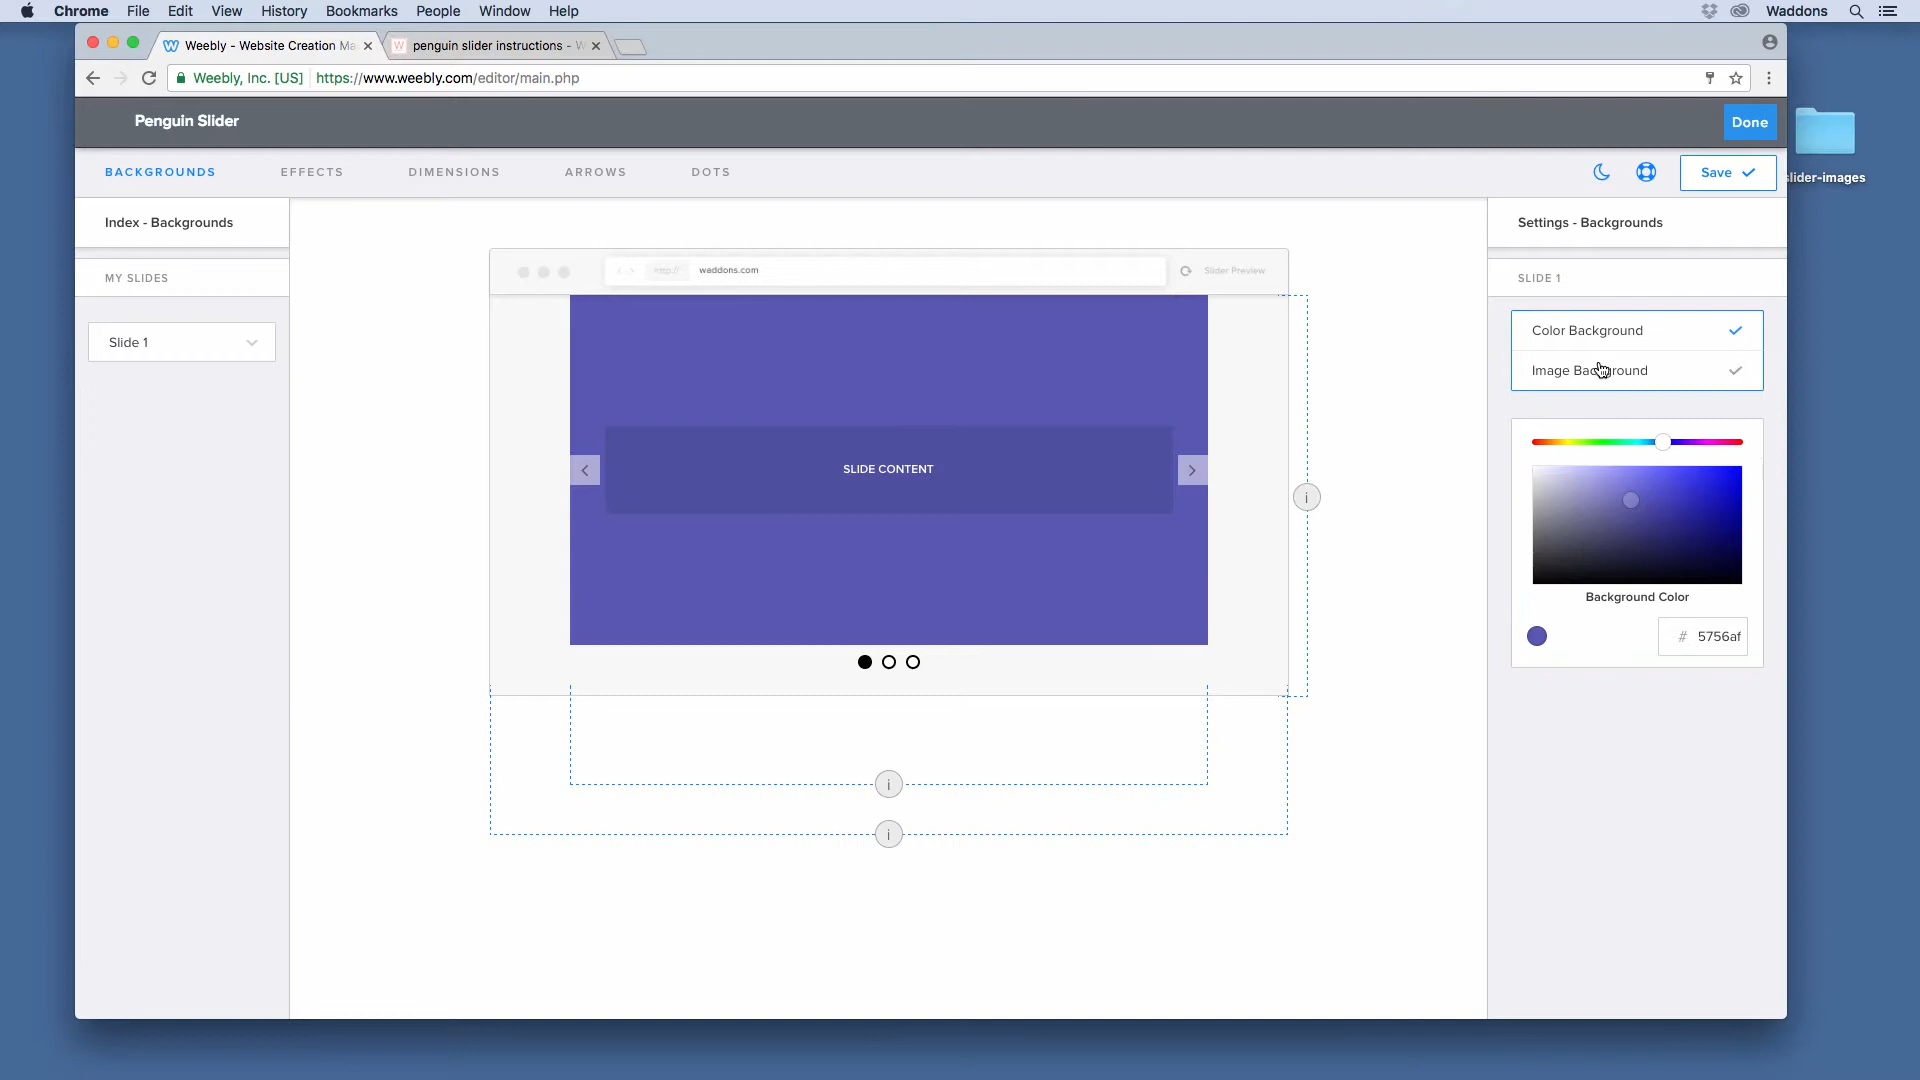 Chrome File Edit View History Bookmarks People Window Help Waddons
Weebly - Website Creation Ma
penguin slider instructions - W
Weebly, Inc. [US] https://www.weebly.com/editor/main.php
Penguin Slider
Done
slider-images
BACKGROUNDS EFFECTS DIMENSIONS ARROWS DOTS
Save
Index - Backgrounds
Settings - Backgrounds
MY SLIDES
SLIDE 1
http:// waddons.com Slider Preview
Slide 1
Color Background
Image Background
SLIDE CONTENT
i
Background Color
# 5756af
i
i